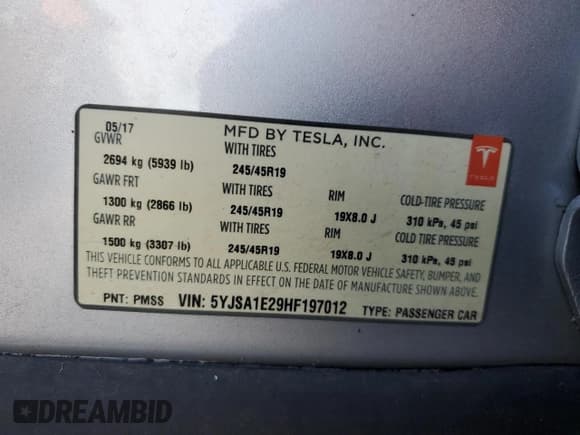 05/17 MFD BY TESLA, INC.
GVWR WITH TIRES
2694 kg (5939 lb) 245/45R19
GAWR FRT WITH TIRES RIM COLD-TIRE PRESSURE
1300 kg (2866 lb) 245/45R19 19X8.0 J 310 kPa, 45 psi
GAWR RR WITH TIRES RIM COLD TIRE PRESSURE
1500 kg (3307 lb) 245/45R19 19X8.0 J 310 kPa, 45 psi
THIS VEHICLE CONFORMS TO ALL APPLICABLE U.S. FEDERAL MOTOR VEHICLE SAFETY, BUMPER, AND
THEFT PREVENTION STANDARDS IN EFFECT ON THE DATE OF MANUFACTURE SHOWN ABOVE.
PNT: PMSS VIN: 5YJSA1E29HF197012 TYPE: PASSENGER CAR
TESLA
DREAMBID